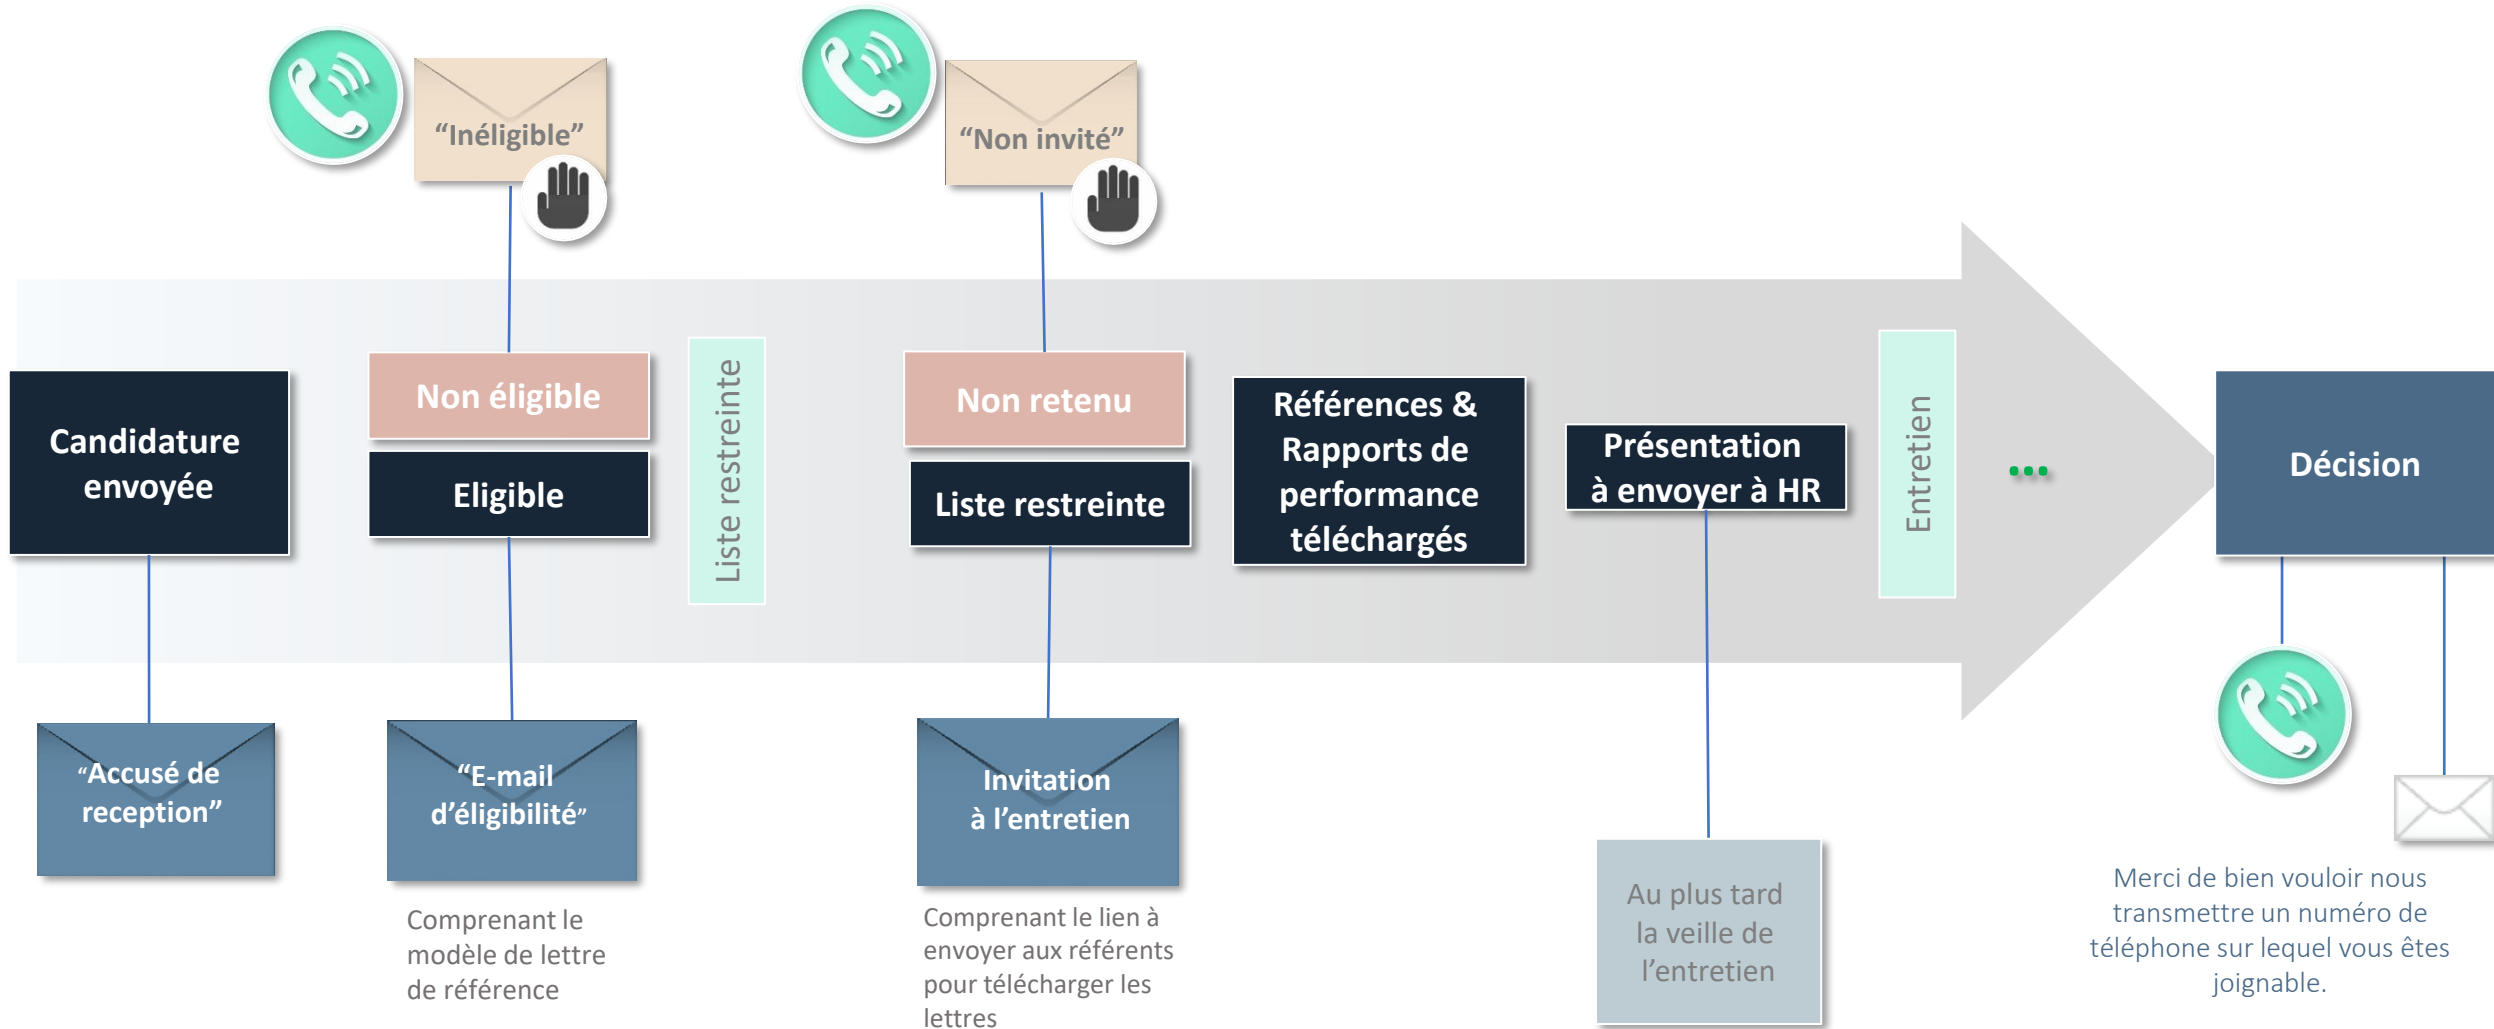 “Inéligible”
“Non invité”
Candidature
envoyée
Non éligible
Eligible
Liste restreinte
Non retenu
Liste restreinte
Références &
Rapports de
performance
téléchargés
Présentation
à envoyer à HR
Entretien
...
Décision
“Accusé de
reception”
“E-mail
d’éligibilité”
Comprenant le
modèle de lettre
de référence
Invitation
à l’entretien
Comprenant le lien à
envoyer aux référents
pour télécharger les
lettres
Au plus tard
la veille de
l’entretien
Merci de bien vouloir nous
transmettre un numéro de
téléphone sur lequel vous êtes
joignable.